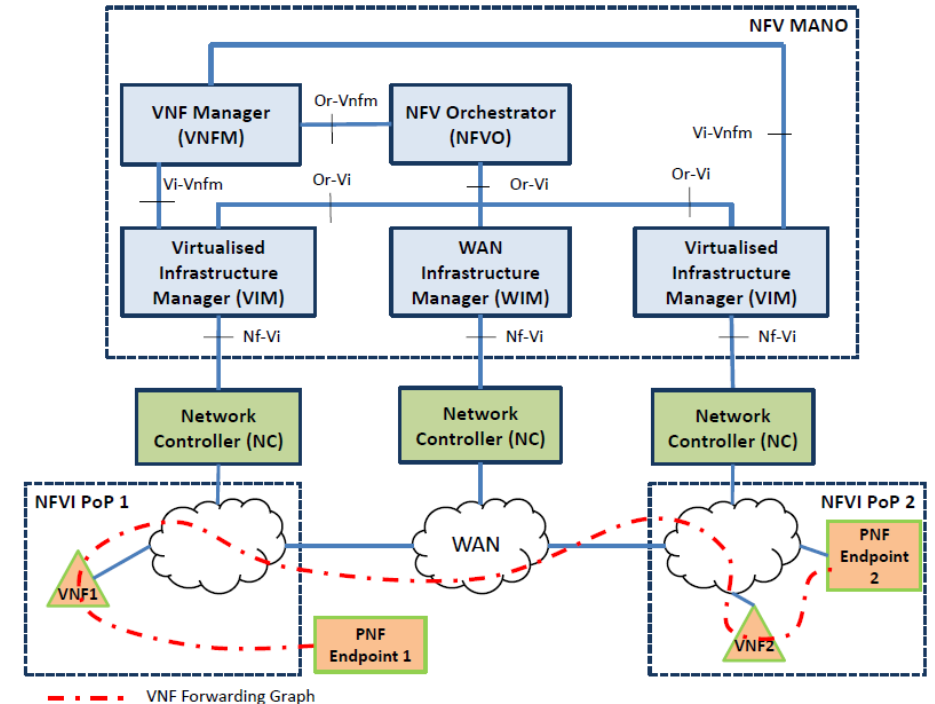 NFV MANO
Or-Vnfm
VNF Manager
(VNFM)
NFV Orchestrator
(NFVO)
Vi-Vnfm
Vi-Vnfm
Or-Vi
Or-Vi
Or-Vi
Virtualised
Infrastructure
Manager (VIM)
WAN
Infrastructure
Manager (WIM)
Virtualised
Infrastructure
Manager (VIM)
Nf-Vi
Nf-Vi
Nf-Vi
Network
Controller (NC)
Network
Controller (NC)
Network
Controller (NC)
NFVI PoP 1
NFVI PoP 2
WAN
PNF
Endpoint
2
VNF1
PNF
Endpoint 1
VNF2
VNF Forwarding Graph